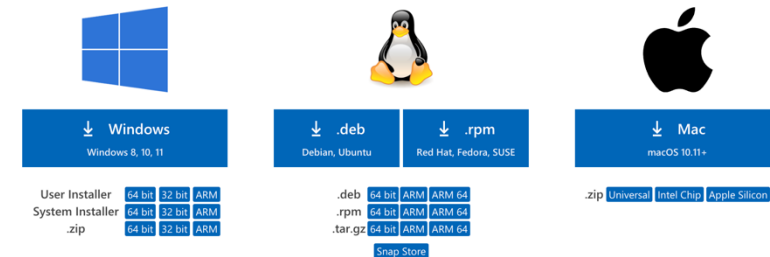 Windows
Windows 8, 10, 11
User Installer 64 bit 32 bit ARM
System Installer 64 bit 32 bit ARM
.zip 64 bit 32 bit ARM
.deb
Debian, Ubuntu
.rpm
Red Hat, Fedora, SUSE
.deb 64 bit ARM ARM 64
.rpm 64 bit ARM ARM 64
.tar.gz 64 bit ARM ARM 64
Snap Store
Mac
macOS 10.11+
.zip Universal Intel Chip Apple Silicon